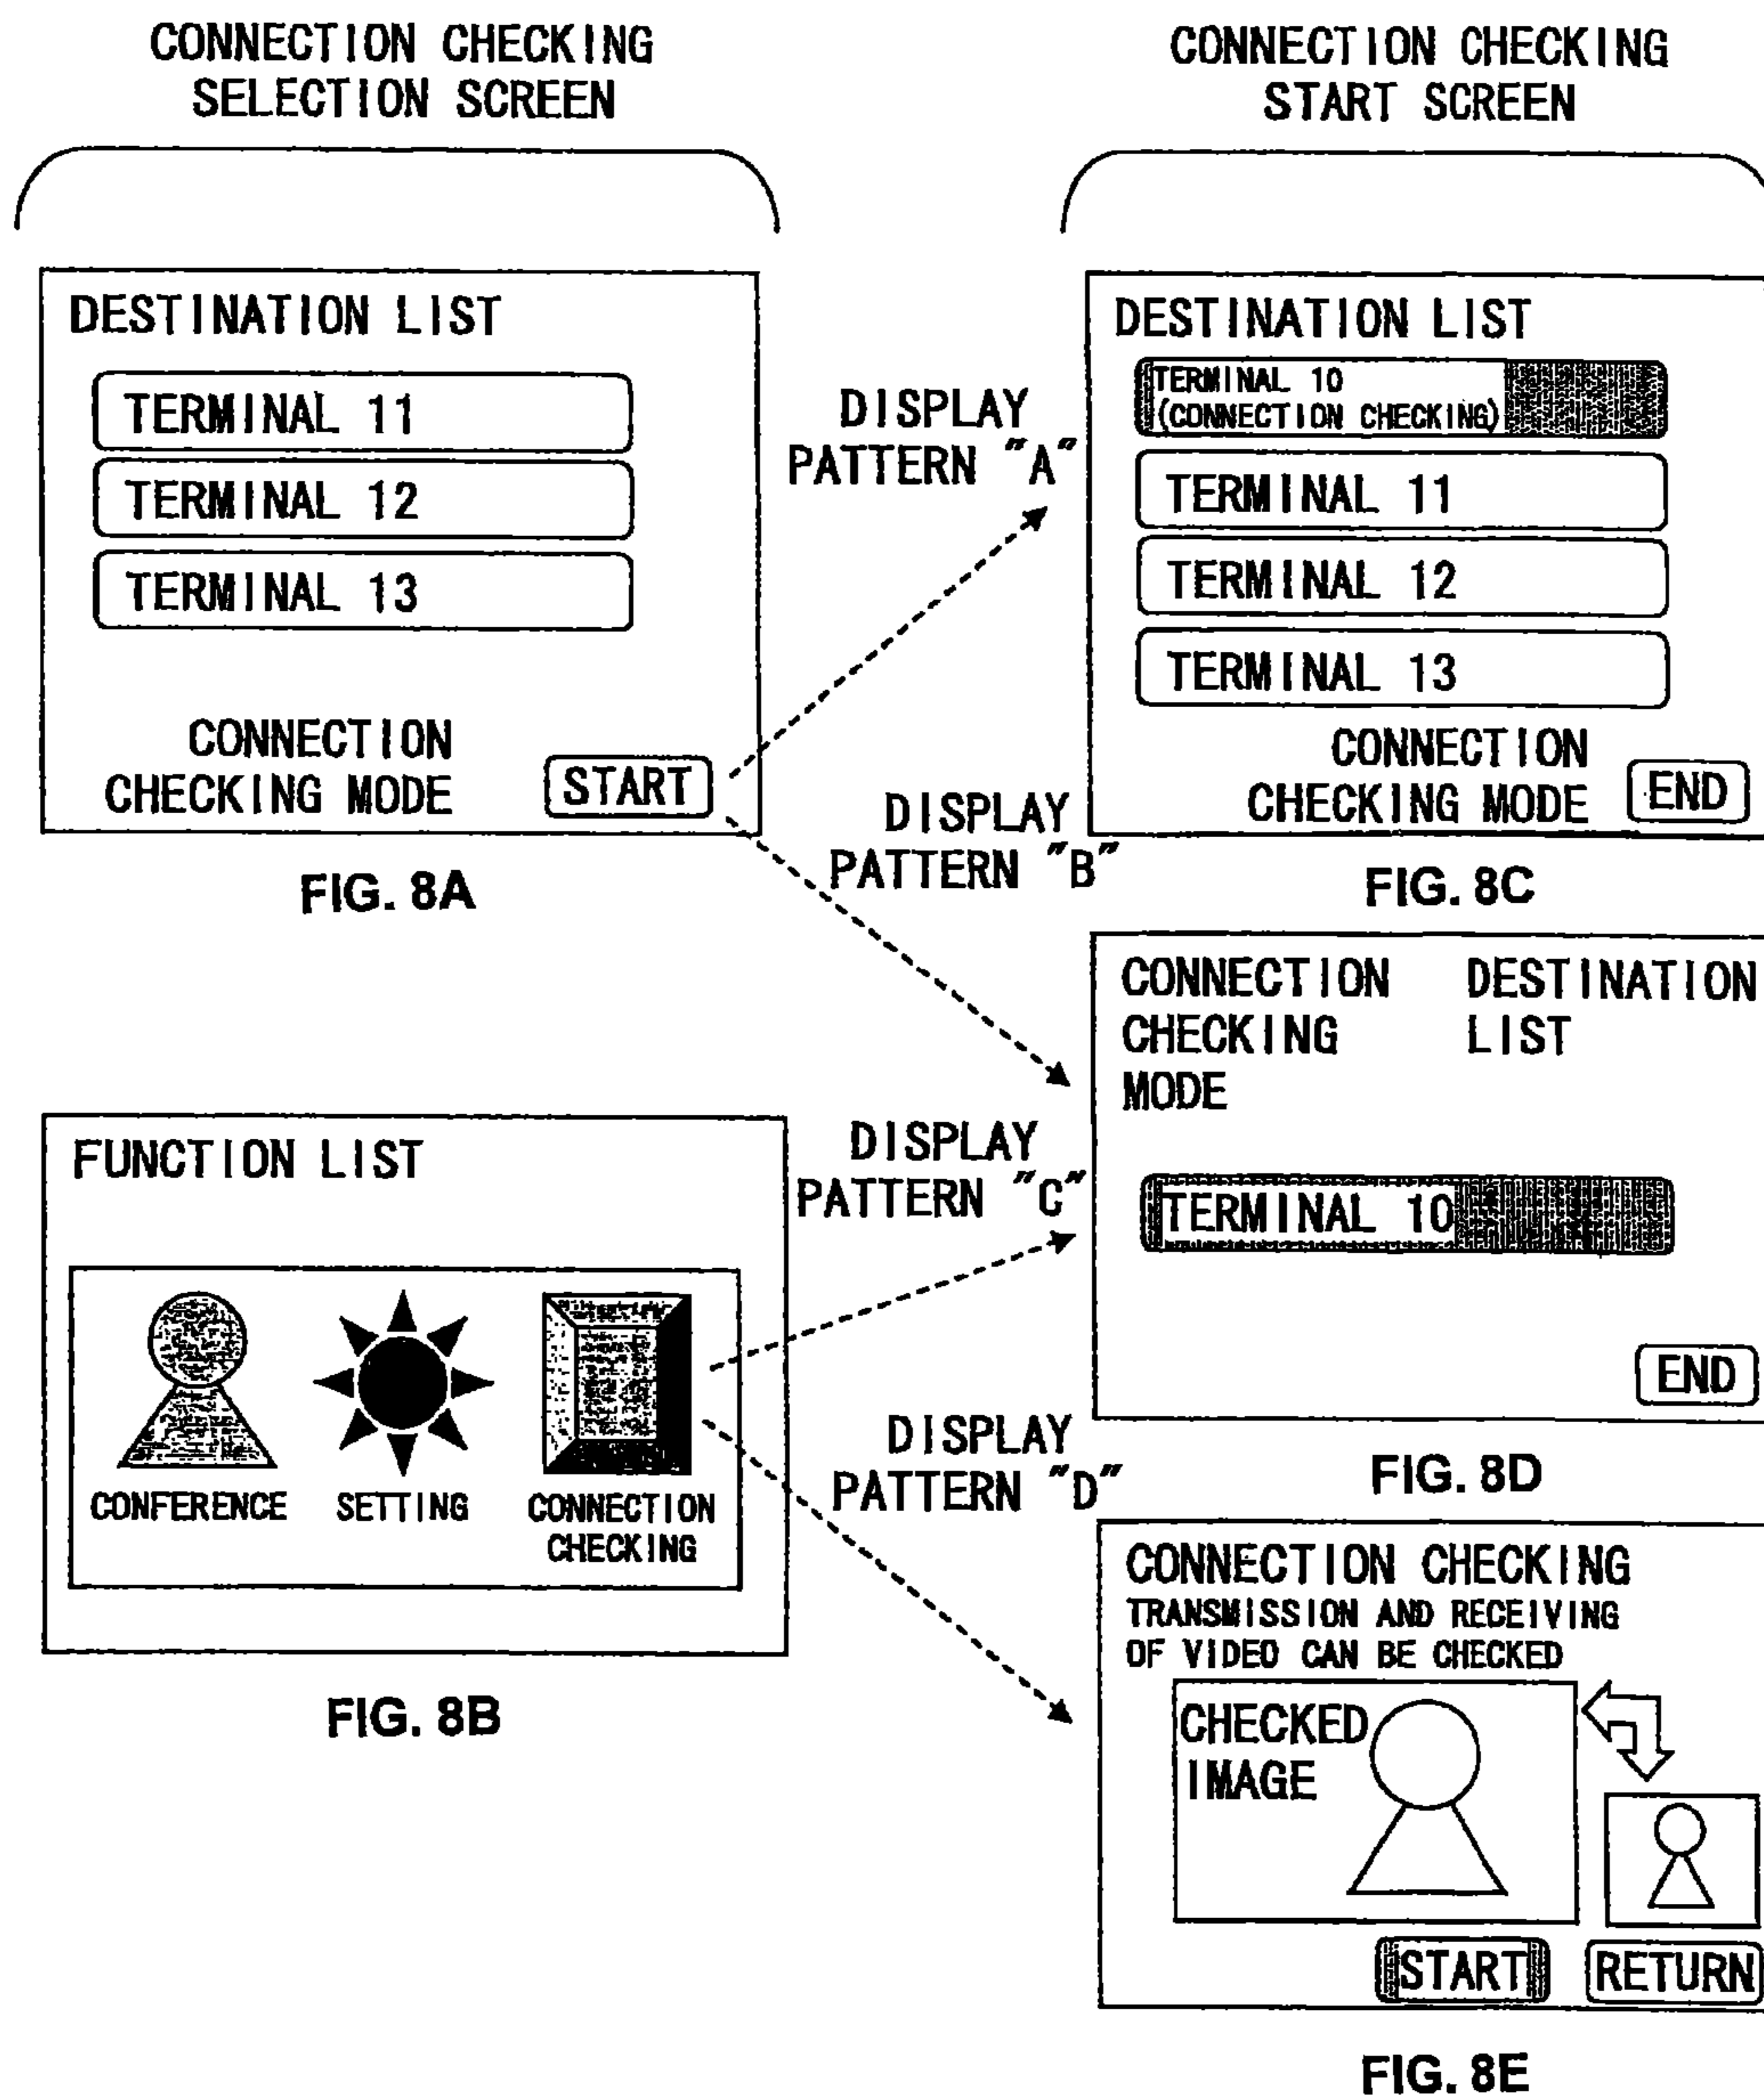 CONNECTION CHECKING
SELECTION SCREEN
CONNECTION CHECKING
START SCREEN
DESTINATION LIST
TERMINAL 11
TERMINAL 12
TERMINAL 13
CONNECTION
CHECKING MODE
START
FIG. 8A
DISPLAY
PATTERN "A"
DISPLAY
PATTERN "B"
DESTINATION LIST
TERMINAL 10
(CONNECTION CHECKING)
TERMINAL 11
TERMINAL 12
TERMINAL 13
CONNECTION
CHECKING MODE
END
FIG. 8C
FUNCTION LIST
CONFERENCE
SETTING
CONNECTION
CHECKING
FIG. 8B
DISPLAY
PATTERN "C"
DISPLAY
PATTERN "D"
CONNECTION
CHECKING
MODE
DESTINATION
LIST
TERMINAL 10
END
FIG. 8D
CONNECTION CHECKING
TRANSMISSION AND RECEIVING
OF VIDEO CAN BE CHECKED
CHECKED
IMAGE
START
RETURN
FIG. 8E